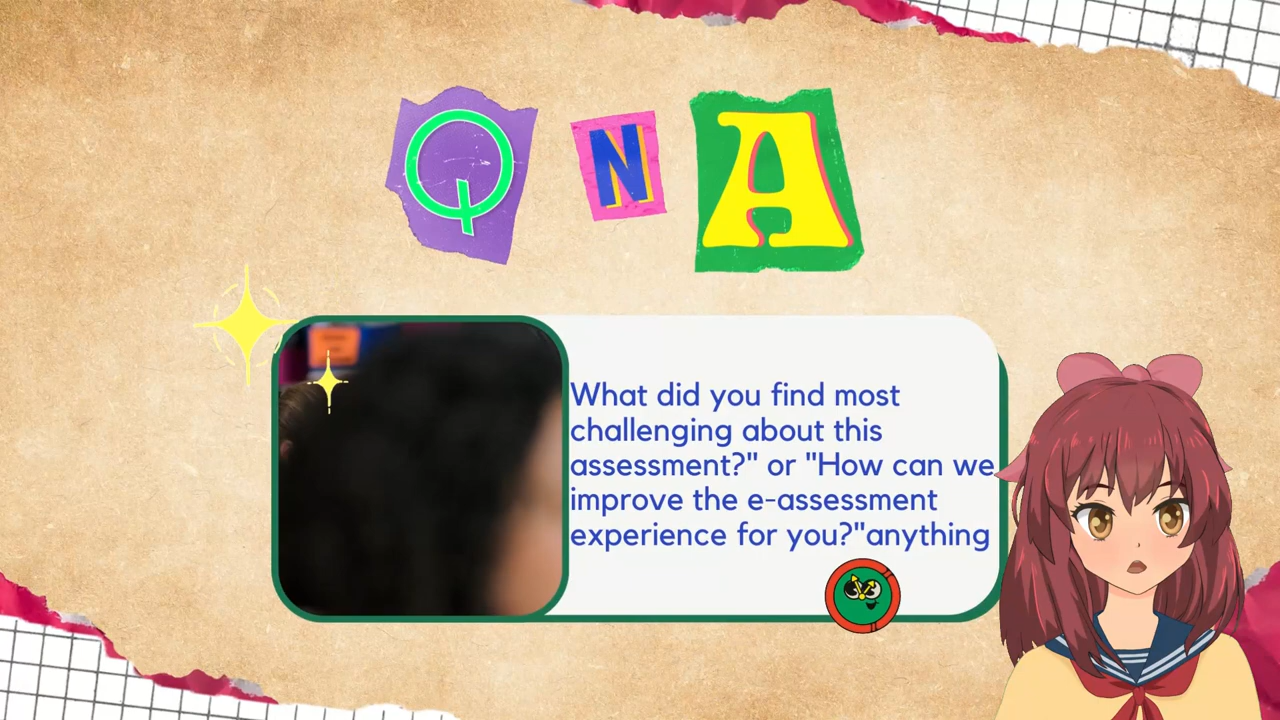 Q N A
What did you find most
challenging about this
assessment?" or "How can we
improve the e-assessment
experience for you?"anything